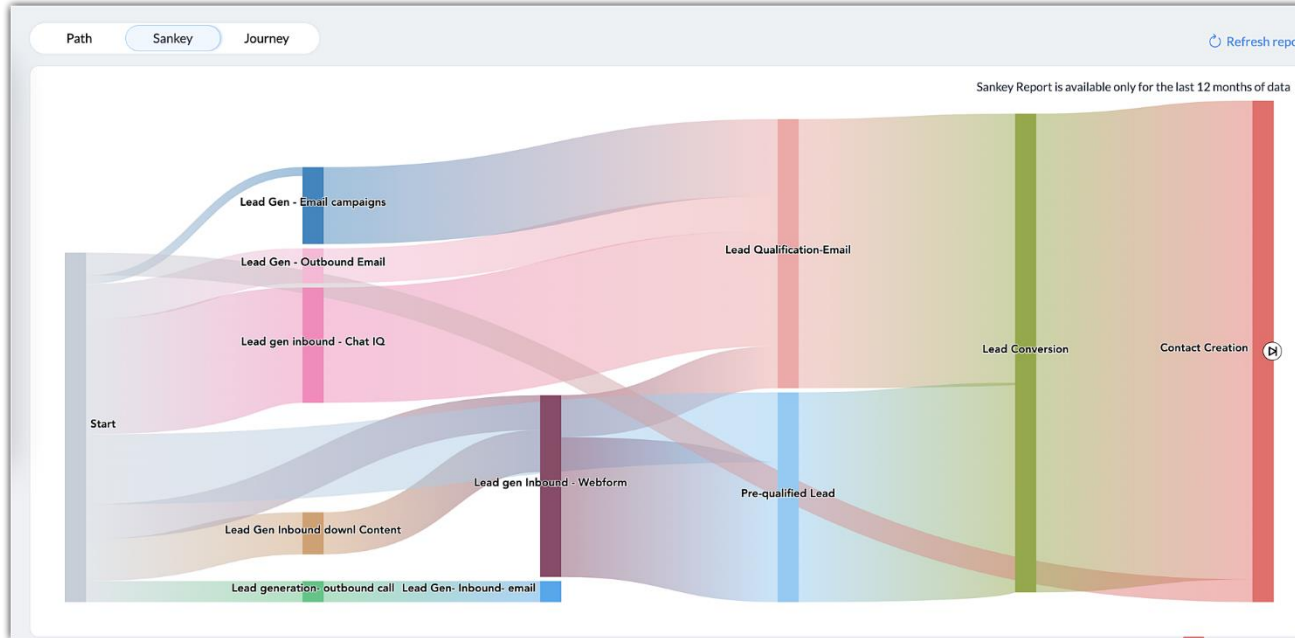 Path Sankey Journey
Refresh repo
Sankey Report is available only for the last 12 months of data
Lead Gen - Email campaigns
Lead Gen - Outbound Email
Lead Qualification-Email
Lead gen inbound - Chat IQ
Lead Conversion
Contact Creation
Start
Lead gen Inbound - Webform
Pre-qualified Lead
Lead Gen Inbound downl Content
Lead generation- outbound call
Lead Gen- Inbound- email